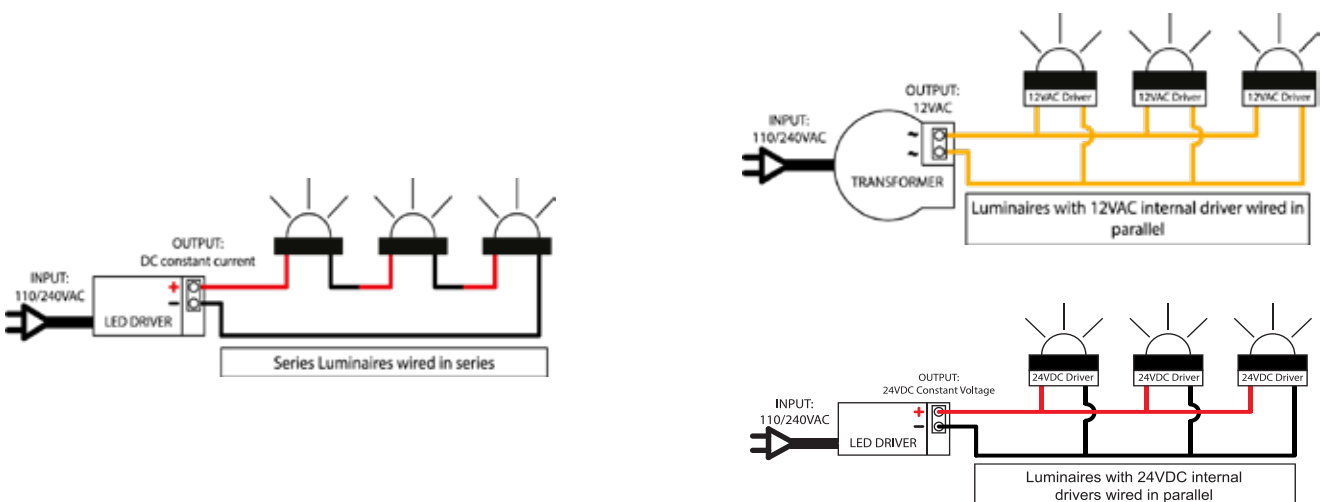 OUTPUT:
DC constant current
INPUT:
110/240VAC
+
−
LED DRIVER
Series Luminaires wired in series
12VAC Driver
12VAC Driver
12VAC Driver
OUTPUT:
12VAC
INPUT:
110/240VAC
~
~
TRANSFORMER
Luminaires with 12VAC internal driver wired in
parallel
24VDC Driver
24VDC Driver
24VDC Driver
OUTPUT:
24VDC Constant Voltage
INPUT:
110/240VAC
+
−
LED DRIVER
Luminaires with 24VDC internal
drivers wired in parallel